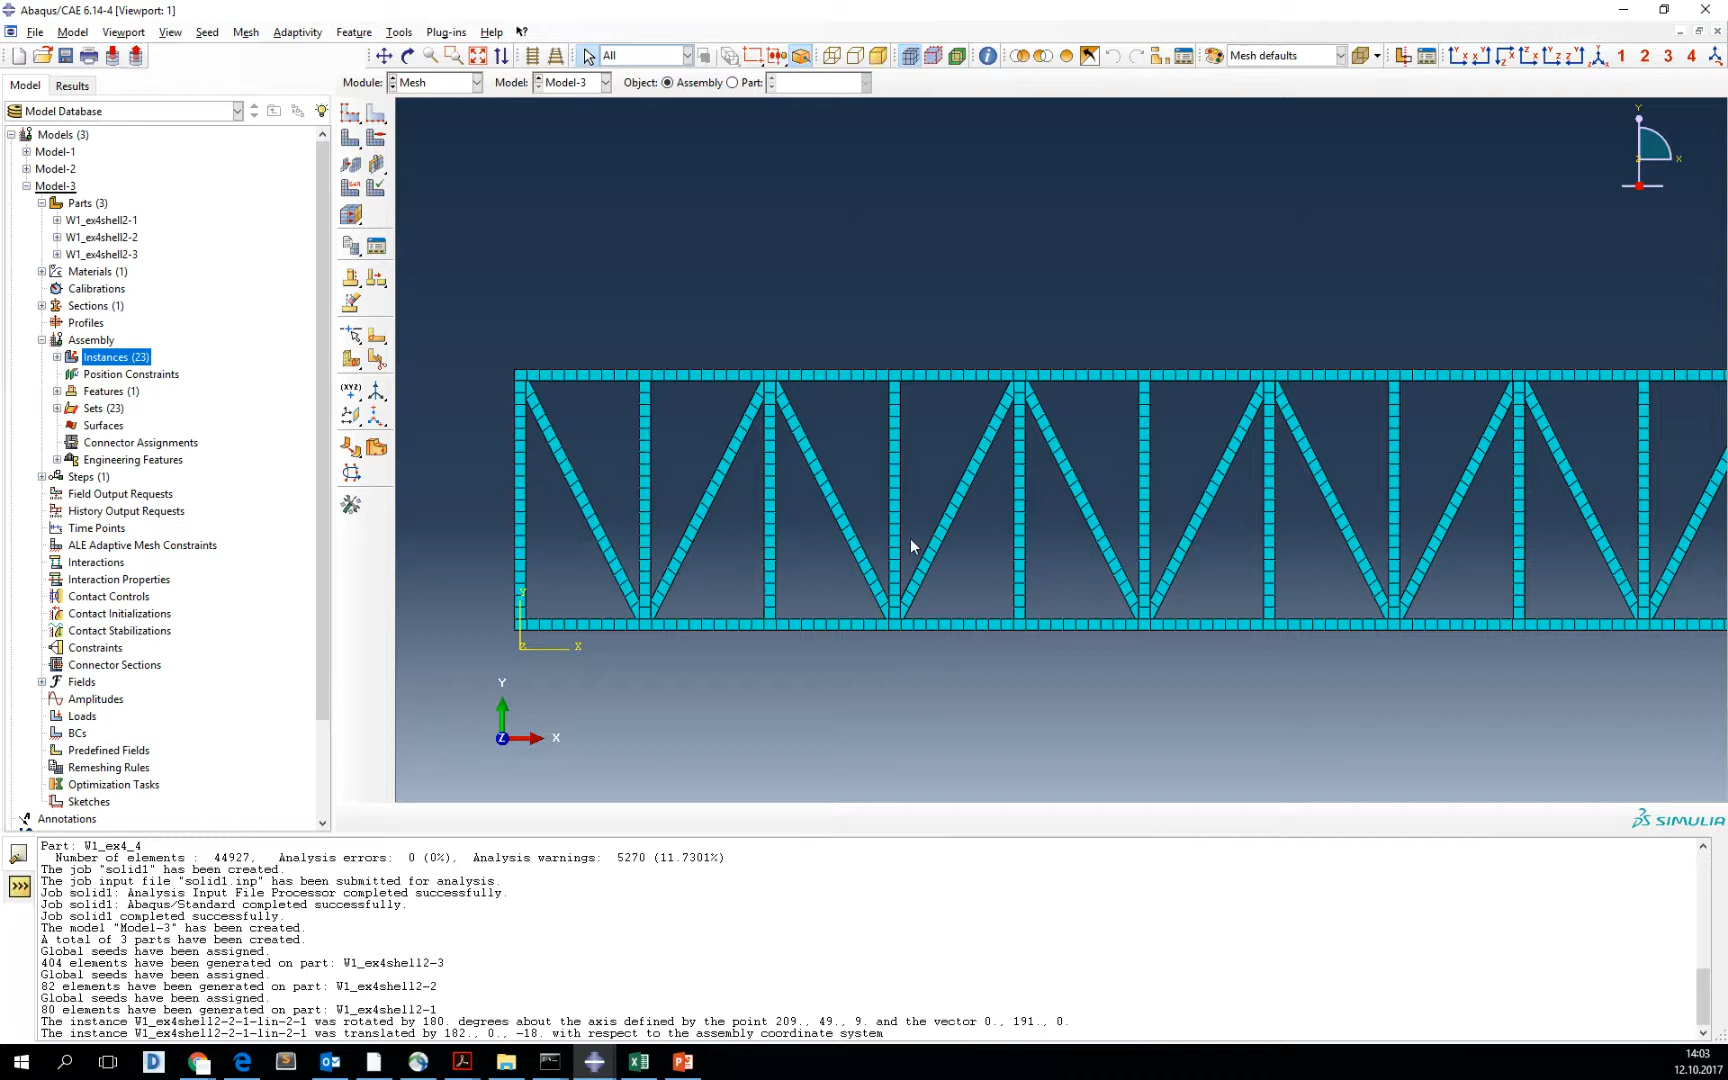 Abaqus/CAE 6.14-4 [Viewport: 1]
File Model Viewport View Seed Mesh Adaptivity Feature Tools Plug-ins Help
All
Mesh defaults
1 2 3 4
Model Results
Module: Mesh Model: Model-3 Object: Assembly Part:
Model Database
Models (3)
Model-1
Model-2
Model-3
Parts (3)
W1_ex4shell2-1
W1_ex4shell2-2
W1_ex4shell2-3
Materials (1)
Calibrations
Sections (1)
Profiles
Assembly
Instances (23)
Position Constraints
Features (1)
Sets (23)
Surfaces
Connector Assignments
Engineering Features
Steps (1)
Field Output Requests
History Output Requests
Time Points
ALE Adaptive Mesh Constraints
Interactions
Interaction Properties
Contact Controls
Contact Initializations
Contact Stabilizations
Constraints
Connector Sections
Fields
Amplitudes
Loads
BCs
Predefined Fields
Remeshing Rules
Optimization Tasks
Sketches
Annotations
(XYZ)
Y
X
Y
X
Y
Z
X
SIMULIA
Part: W1_ex4_4
Number of elements : 44927, Analysis errors: 0 (0%), Analysis warnings: 5270 (11.7301%)
The job "solid1" has been created.
The job input file "solid1.inp" has been submitted for analysis.
Job solid1: Analysis Input File Processor completed successfully.
Job solid1: Abaqus/Standard completed successfully.
Job solid1 completed successfully.
The model "Model-3" has been created.
A total of 3 parts have been created.
Global seeds have been assigned.
404 elements have been generated on part: W1_ex4shell2-3
Global seeds have been assigned.
82 elements have been generated on part: W1_ex4shell2-2
Global seeds have been assigned.
80 elements have been generated on part: W1_ex4shell2-1
The instance W1_ex4shell2-2-1-lin-2-1 was rotated by 180. degrees about the axis defined by the point 209., 49., 9. and the vector 0., 191., 0.
The instance W1_ex4shell2-2-1-lin-2-1 was translated by 182., 0., -18. with respect to the assembly coordinate system
>>>
14:03
12.10.2017